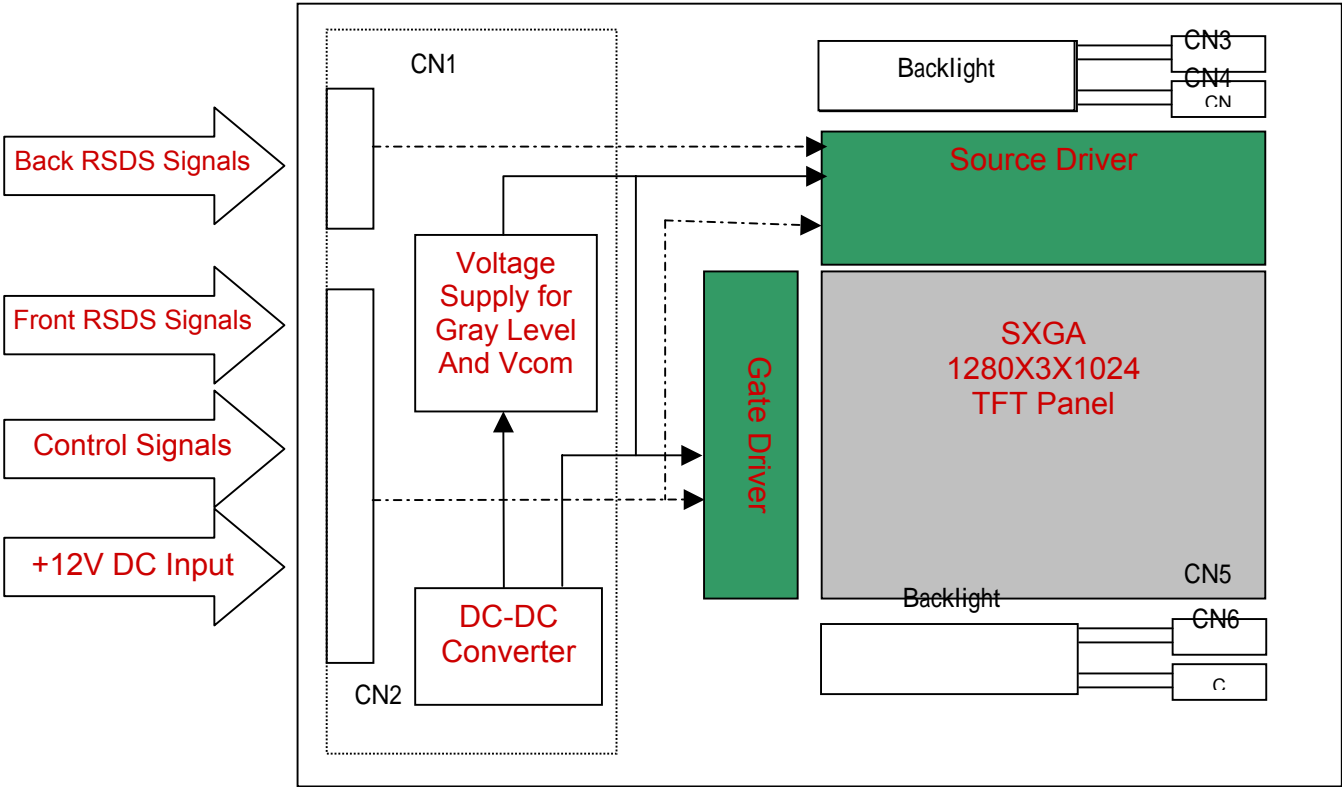 CN1
Backlight
CN3
CN4
CN
Back RSDS Signals
Source Driver
Voltage
Supply for
Gray Level
And Vcom
Front RSDS Signals
SXGA
1280X3X1024
TFT Panel
Gate Driver
Control Signals
+12V DC Input
CN5
Backlight
DC-DC
Converter
CN6
CN2
C